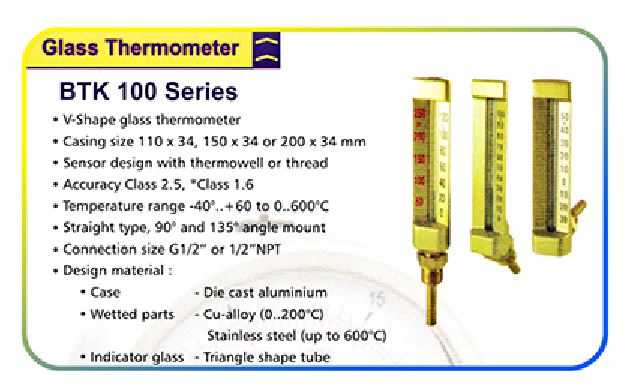 Glass Thermometer
BTK 100 Series
• V-Shape glass thermometer
• Casing size 110 x 34, 150 x 34 or 200 x 34 mm
• Sensor design with thermowell or thread
• Accuracy Class 2.5, *Class 1.6
• Temperature range -40°..+60 to 0..600°C
• Straight type, 90° and 135° angle mount
• Connection size G1/2" or 1/2"NPT
• Design material :
• Case - Die cast aluminium
• Wetted parts - Cu-alloy (0..200°C)
Stainless steel (up to 600°C)
• Indicator glass - Triangle shape tube
15